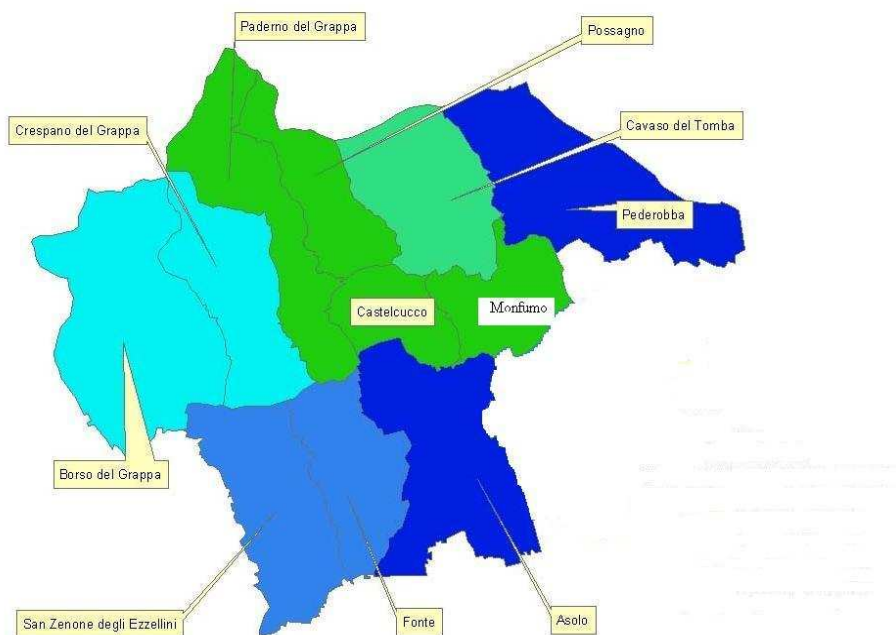 Paderno del Grappa
Possagno
Crespano del Grappa
Cavaso del Tomba
Pederobba
Castelcucco
Monfumo
Borso del Grappa
San Zenone degli Ezzellini
Fonte
Asolo